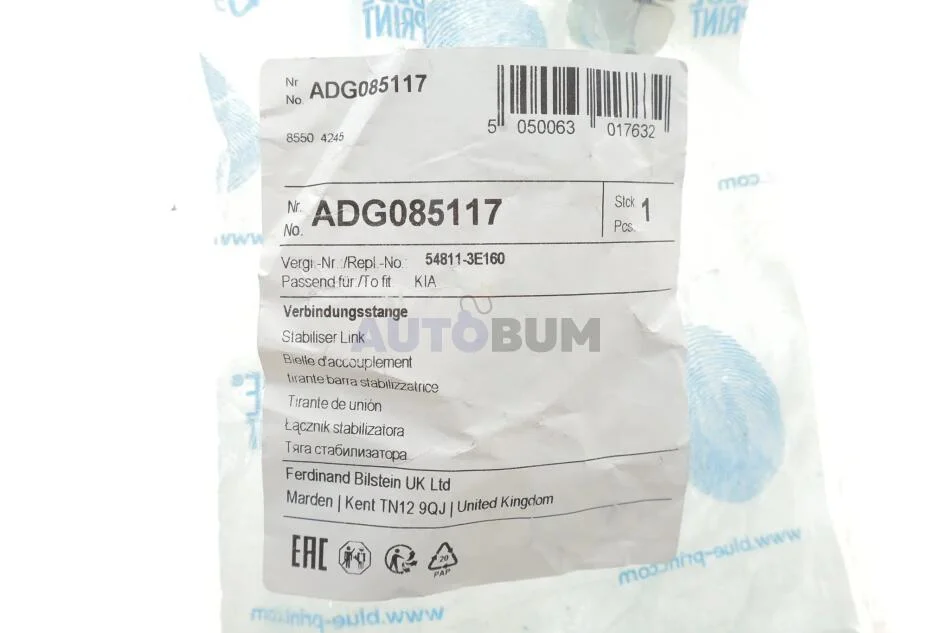 BLUE
PRINT
PRINT
Nr
No. ADG085117
8550 4245
5 050063 017632
Nr.
No. ADG085117
Stck
Pcs. 1
Vergl.-Nr.:/Repl.-No.: 54811-3E160
Passend für:/To fit KIA
Verbindungsstange
Stabiliser Link
Bielle d'accouplement
tirante barra stabilizzatrice
Tirante de unión
Łącznik stabilizatora
Тяга стабилизатора
AUTOBUM
Ferdinand Bilstein UK Ltd
Marden | Kent TN12 9QJ | United Kingdom
EAC
20
PAP
www.blue-print.com
www.blue-print.com